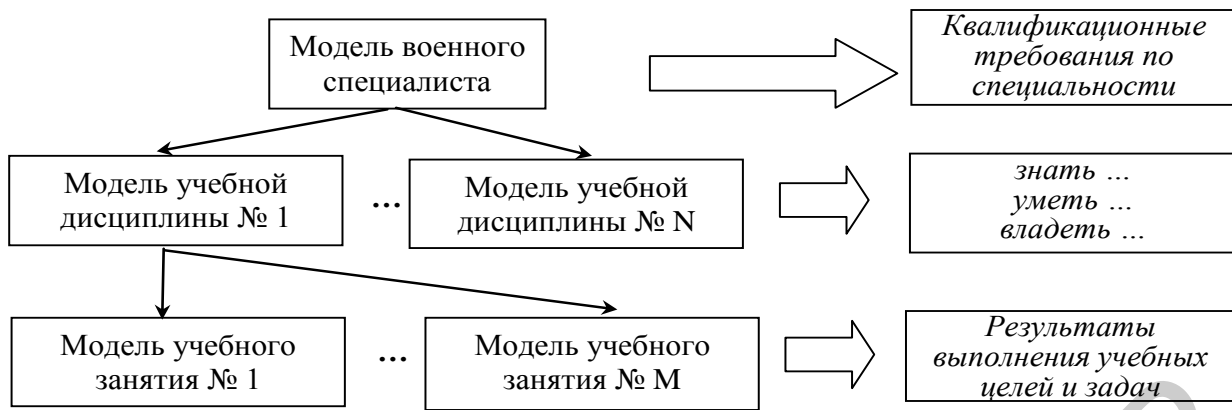 Модель военного
специалиста
Квалификационные
требования по
специальности
Модель учебной
дисциплины № 1
...
Модель учебной
дисциплины № N
знать ...
уметь ...
владеть ...
Модель учебного
занятия № 1
...
Модель учебного
занятия № M
Результаты
выполнения учебных
целей и задач